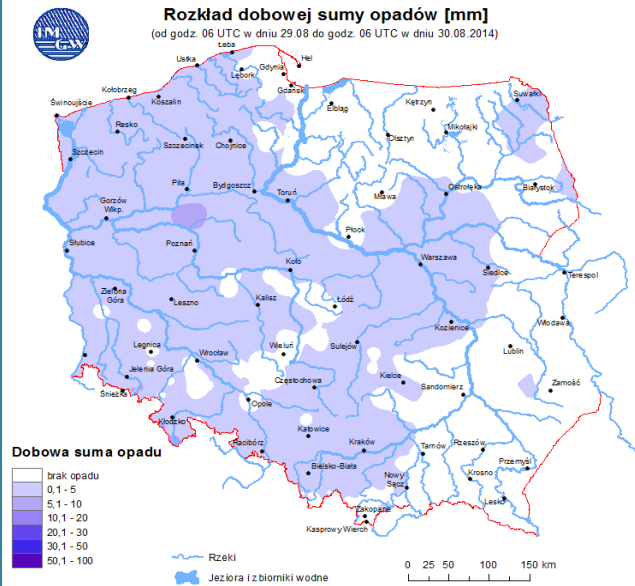 IMGW
Rozkład dobowej sumy opadów [mm]
(od godz. 06 UTC w dniu 29.08 do godz. 06 UTC w dniu 30.08.2014)
Łeba
Ustka
Hel
Gdynia
Lębork
Gdańsk
Suwałki
Kołobrzeg
Koszalin
Świnoujście
Elbląg
Kętrzyn
Resko
Mikołajki
Olsztyn
Szczecinek
Chojnice
Szczecin
Piła
Bydgoszcz
Toruń
Mława
Ostrołęka
Białystok
Gorzów
Wlkp.
Płock
Słubice
Poznań
Koło
Warszawa
Siedlce
Terespol
Zielona
Góra
Leszno
Kalisz
Łódź
Kozienice
Włodawa
Legnica
Wrocław
Wieluń
Sulejów
Lublin
Jelenia Góra
Częstochowa
Kielce
Sandomierz
Zamość
Śnieżka
Opole
Kłodzko
Katowice
Racibórz
Kraków
Tarnów
Rzeszów
Przemyśl
Bielsko-Biała
Nowy
Sącz
Krosno
Lesko
Zakopane
Kasprowy Wierch
Dobowa suma opadu
brak opadu
0,1 - 5
5,1 - 10
10,1 - 20
20,1 - 30
30,1 - 50
50,1 - 100
Rzeki
Jeziora i zbiorniki wodne
0 25 50 100 150 km